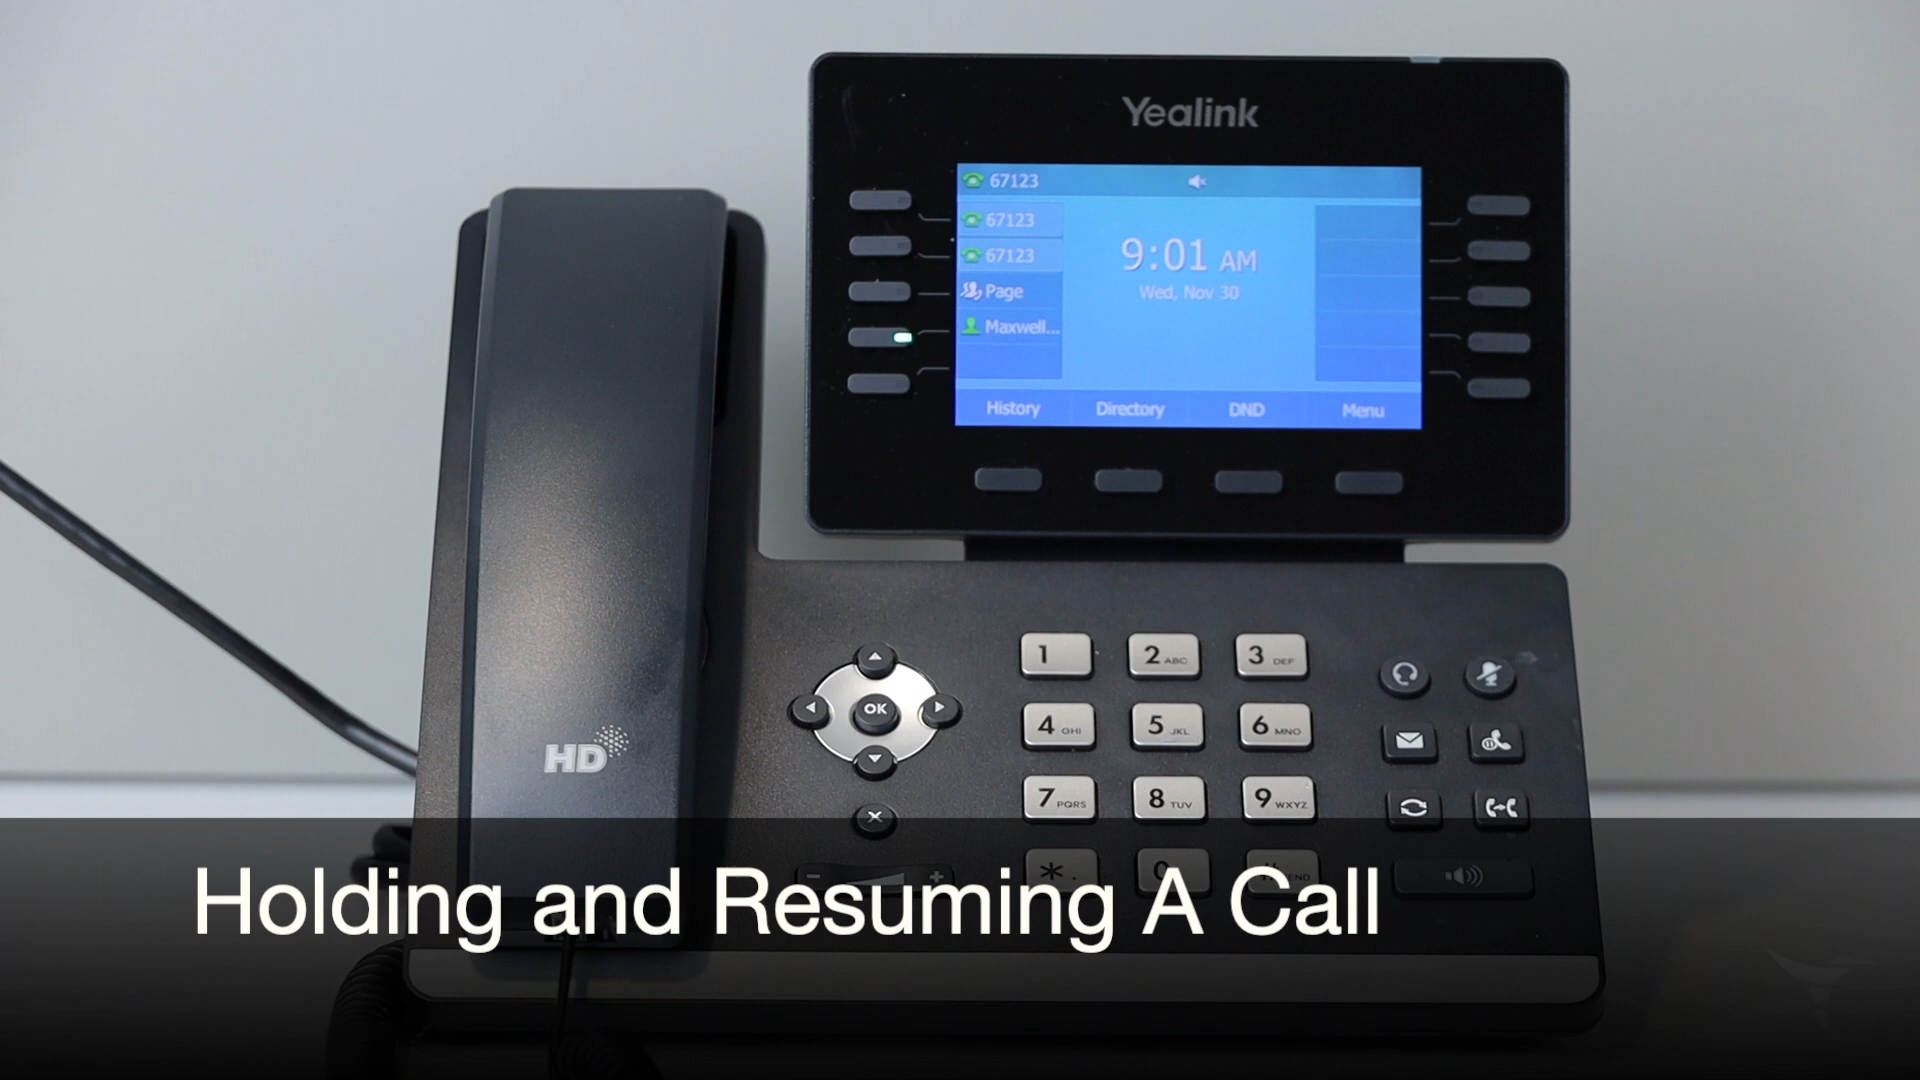 Yealink
67123
67123
67123
9:01 AM
Wed, Nov 30
Page
Maxwell...
History Directory DND Menu
1 2 ABC 3 DEF
OK
4 GHI 5 JKL 6 MNO
HD
7 PQRS 8 TUV 9 WXYZ
* . 0 # SEND
Holding and Resuming A Call